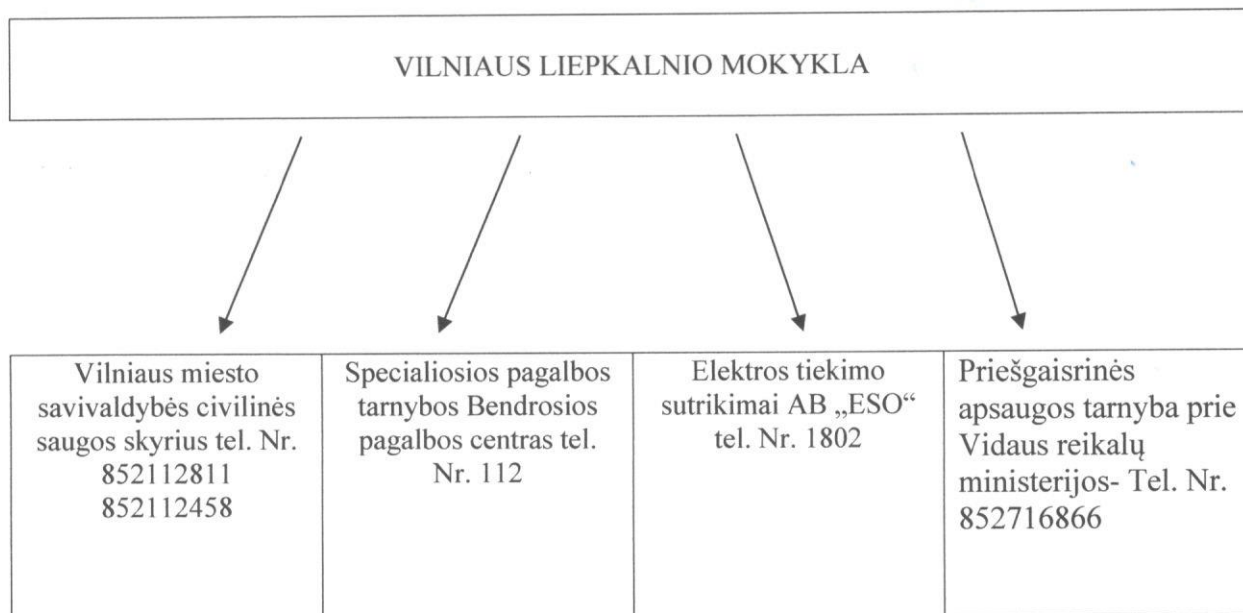 VILNIAUS LIEPKALNIO MOKYKLA
Vilniaus miesto
savivaldybės civilinės
saugos skyrius tel. Nr.
852112811
852112458
Specialiosios pagalbos
tarnybos Bendrosios
pagalbos centras tel.
Nr. 112
Elektros tiekimo
sutrikimai AB „ESO“
tel. Nr. 1802
Priešgaisrinės
apsaugos tarnyba prie
Vidaus reikalų
ministerijos- Tel. Nr.
852716866